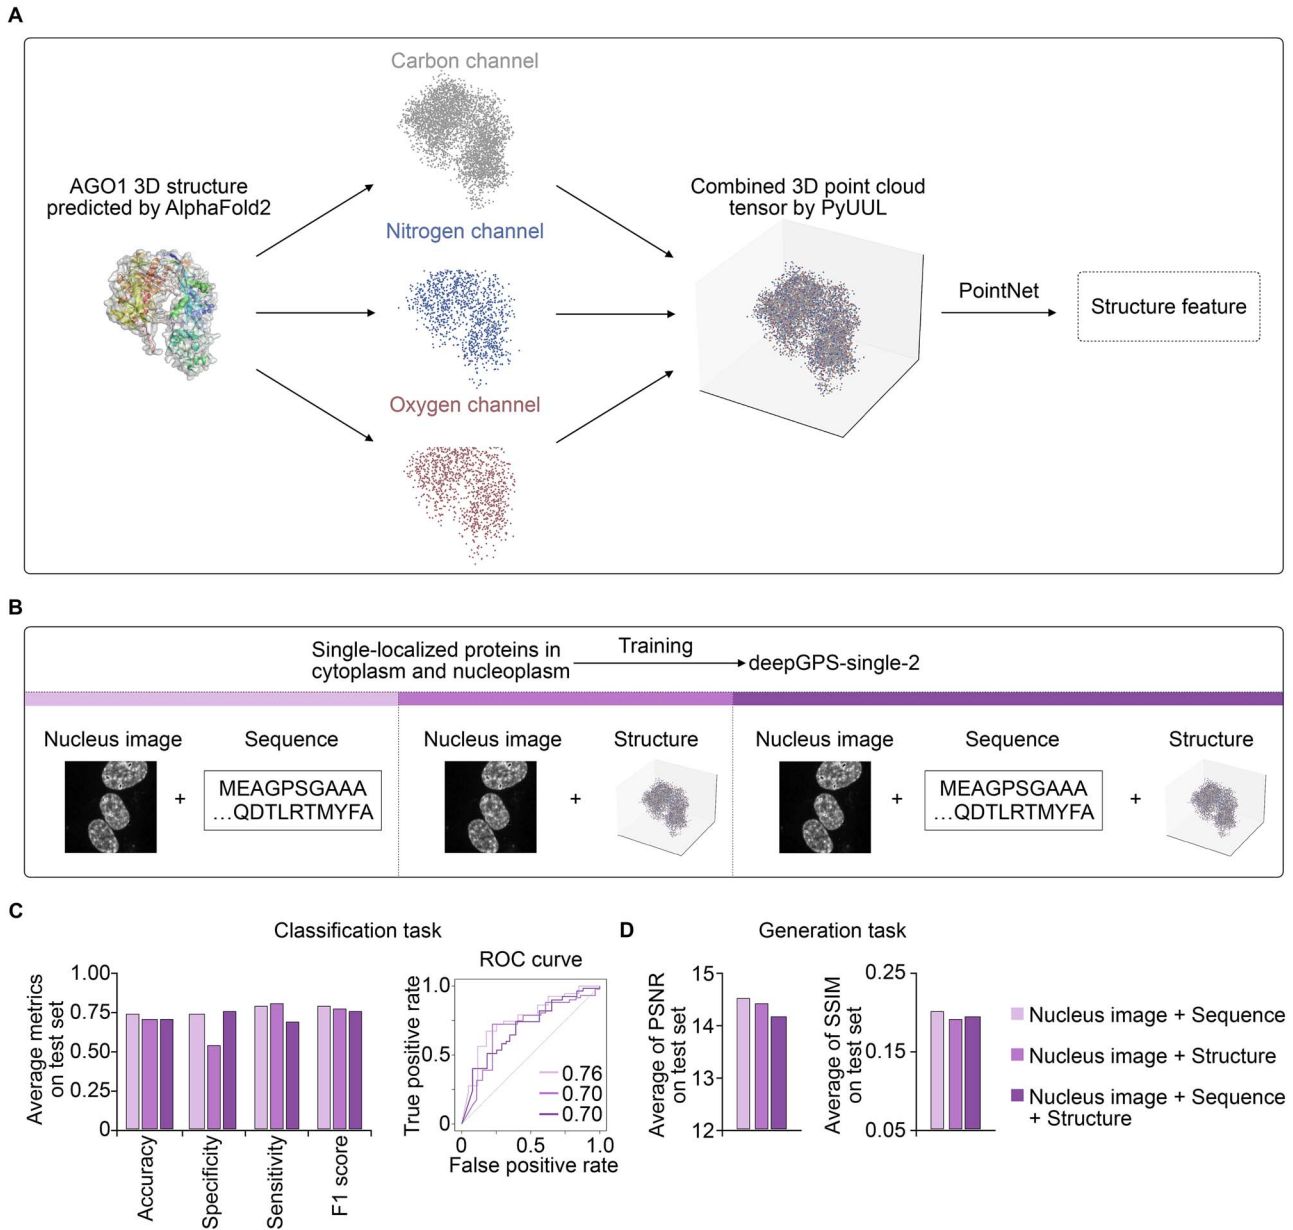 A
Carbon channel
AGO1 3D structure
predicted by AlphaFold2
Nitrogen channel
Oxygen channel
Combined 3D point cloud
tensor by PyUUL
PointNet
Structure feature
B
Single-localized proteins in
cytoplasm and nucleoplasm
Training
deepGPS-single-2
Nucleus image
Sequence
+
MEAGPSGAAA
...QDTLRTMYFA
Nucleus image
Structure
+
Nucleus image
Sequence
Structure
+
MEAGPSGAAA
...QDTLRTMYFA
+
C
Classification task
Average metrics
on test set
1.00
0.75
0.50
0.25
0
Accuracy
Specificity
Sensitivity
F1 score
ROC curve
True positive rate
1.0
0.5
0
0.76
0.70
0.70
0
0.5
1.0
False positive rate
D
Generation task
Average of PSNR
on test set
15
14
13
12
Average of SSIM
on test set
0.25
0.15
0.05
Nucleus image + Sequence
Nucleus image + Structure
Nucleus image + Sequence
+ Structure